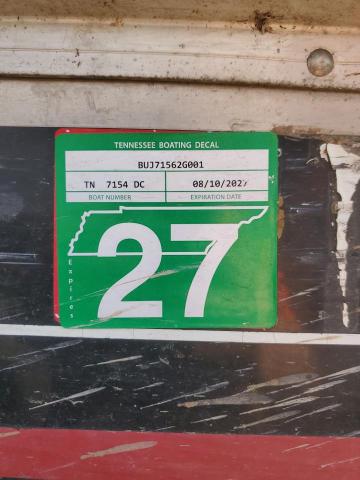 TENNESSEE BOATING DECAL
BUJ71562G001
TN 7154 DC 08/10/2027
BOAT NUMBER EXPIRATION DATE
Expires
27